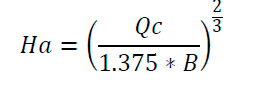 Ha = (Qc / 1.375 * B)^(2/3)